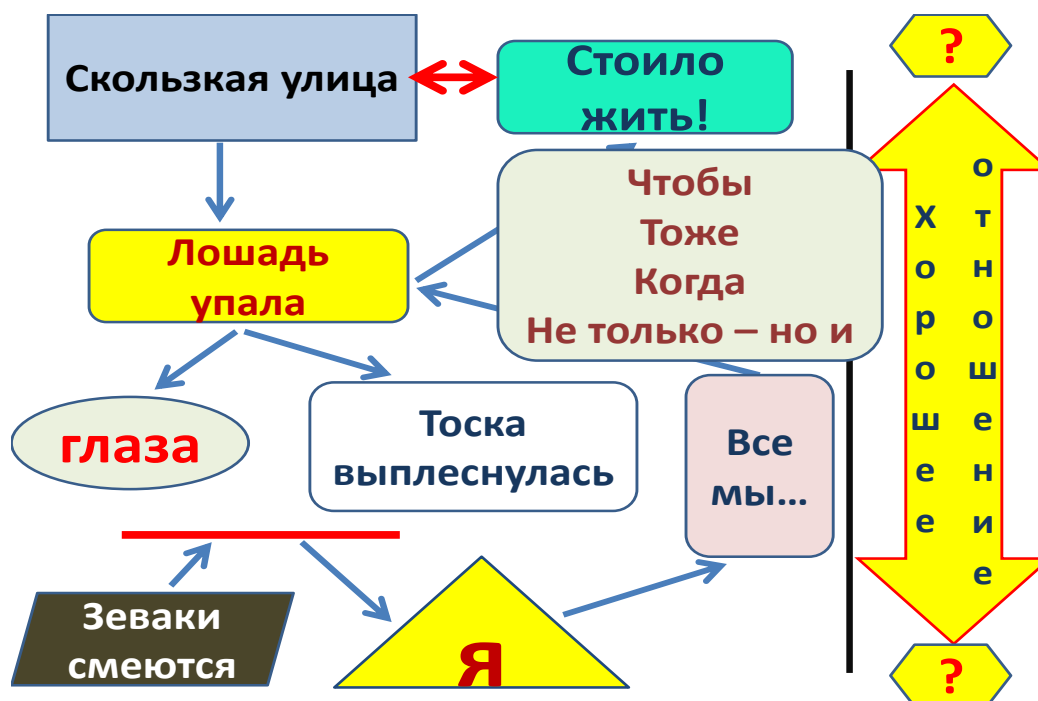 Скользкая улица
Стоило
жить!
?
Чтобы
Тоже
Когда
Не только – но и
Лошадь
упала
глаза
Тоска
выплеснулась
Все
мы...
Зеваки
смеются
Я
Хорошее
отношение
?